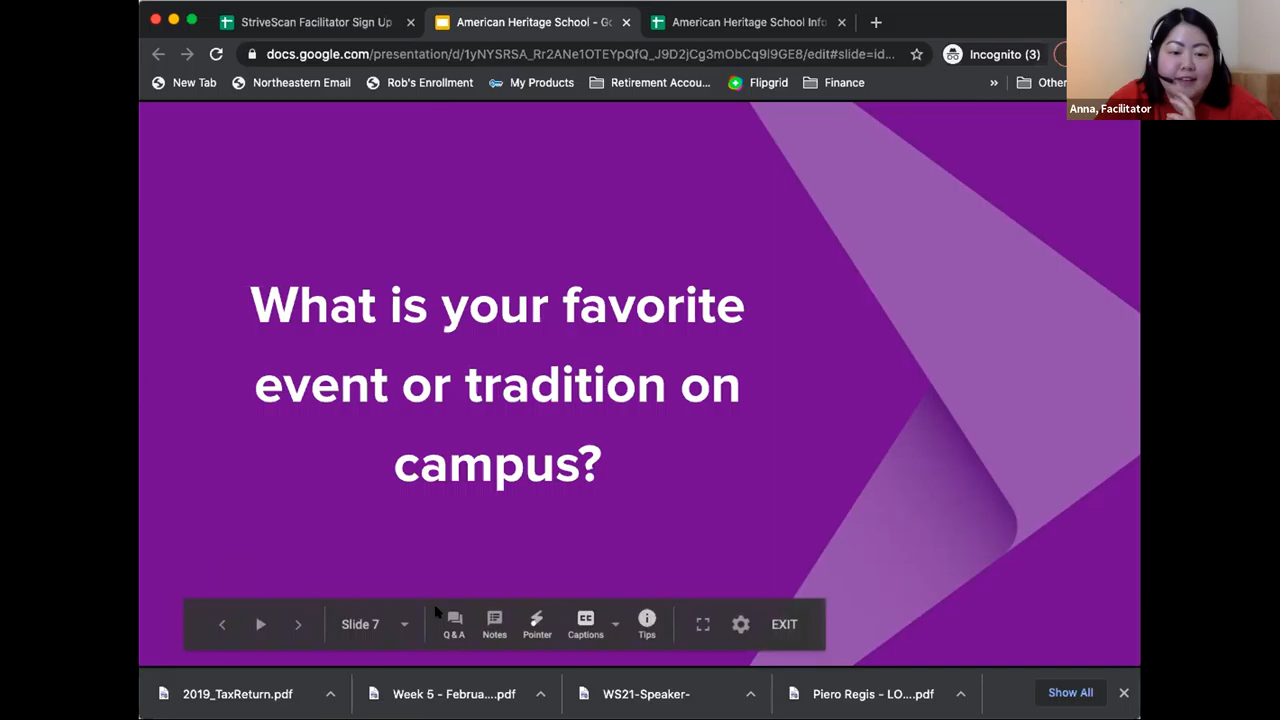 StriveScan Facilitator Sign Up
American Heritage School - Go
American Heritage School Info
docs.google.com/presentation/d/1yNYSRSA_Rr2ANe1OTEYpQfQ_J9D2jCg3mObCq9l9GE8/edit#slide=id...
Incognito (3)
New Tab
Northeastern Email
Rob's Enrollment
My Products
Retirement Accou...
Flipgrid
Finance
»
Other
Anna, Facilitator
What is your favorite
event or tradition on
campus?
Slide 7
Q & A
Notes
Pointer
CC
Captions
Tips
EXIT
2019_TaxReturn.pdf
Week 5 - Februa....pdf
WS21-Speaker-
Piero Regis - LO....pdf
Show All